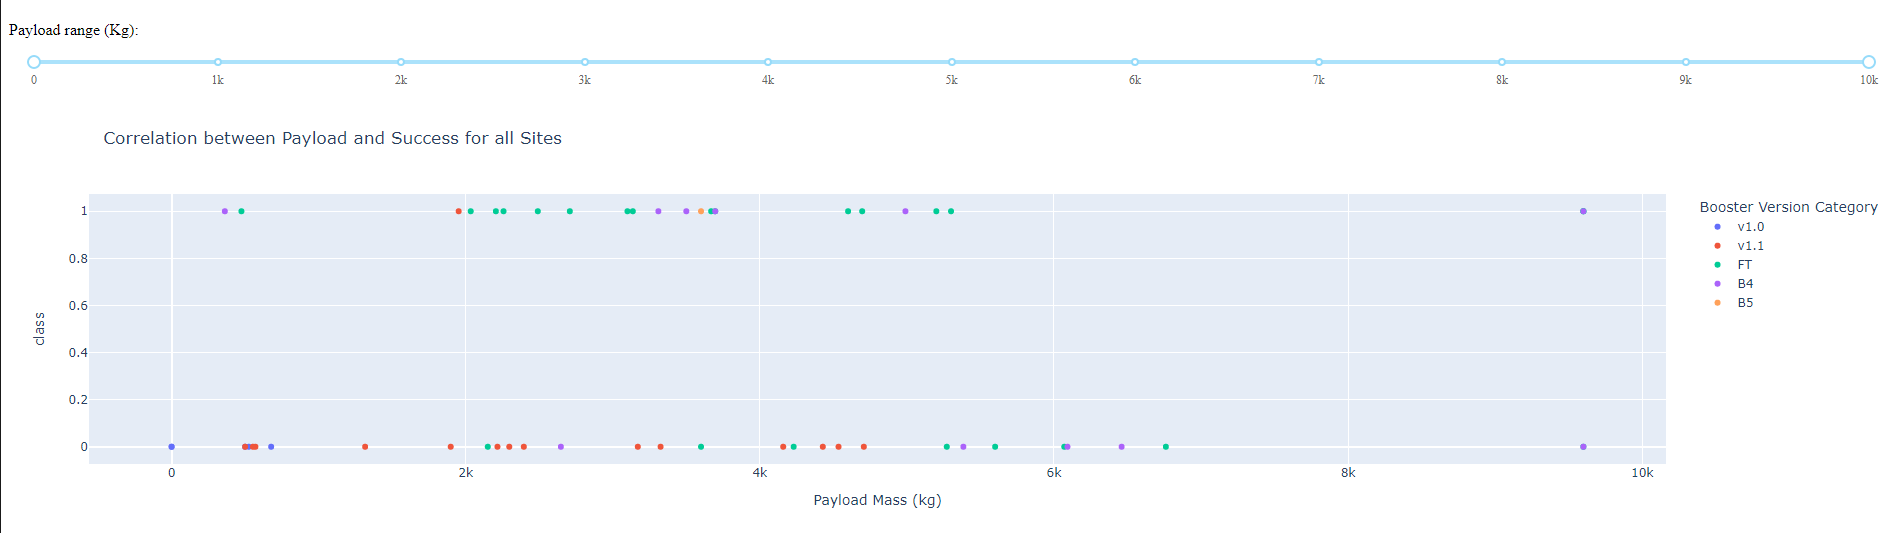 Payload range (Kg):
0 1k 2k 3k 4k 5k 6k 7k 8k 9k 10k
Correlation between Payload and Success for all Sites
Booster Version Category
v1.0
v1.1
FT
B4
B5
class
1
0.8
0.6
0.4
0.2
0
0 2k 4k 6k 8k 10k
Payload Mass (kg)